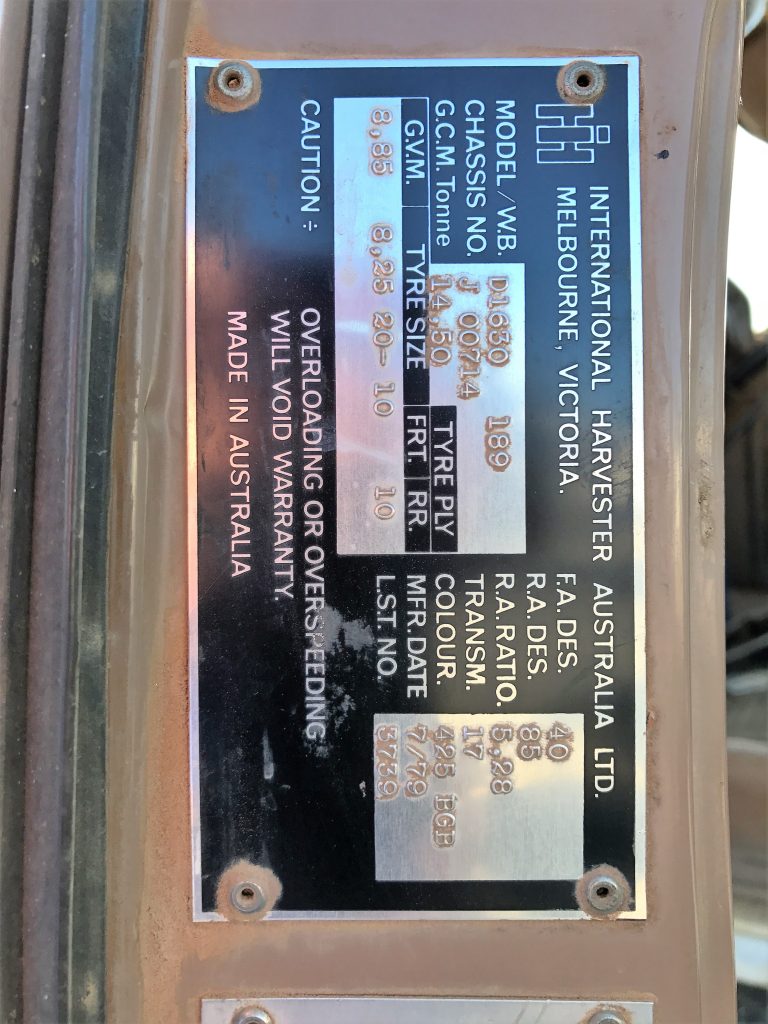 INTERNATIONAL HARVESTER AUSTRALIA LTD.
MELBOURNE, VICTORIA.
MODEL/W.B. D1630 189
CHASSIS NO. J 00714
G.C.M. Tonne 14,50
TYRE PLY
G.V.M. TYRE SIZE FRT. RR.
8,85 8,25 20- 10 10
F.A. DES. 40
R.A. DES. 85
R.A. RATIO. 5,28
TRANSM. 17
COLOUR. 425 BGE
MFR. DATE 7/79
L.S.T. NO. 3739
CAUTION ÷
OVERLOADING OR OVERSPEEDING
WILL VOID WARRANTY.
MADE IN AUSTRALIA